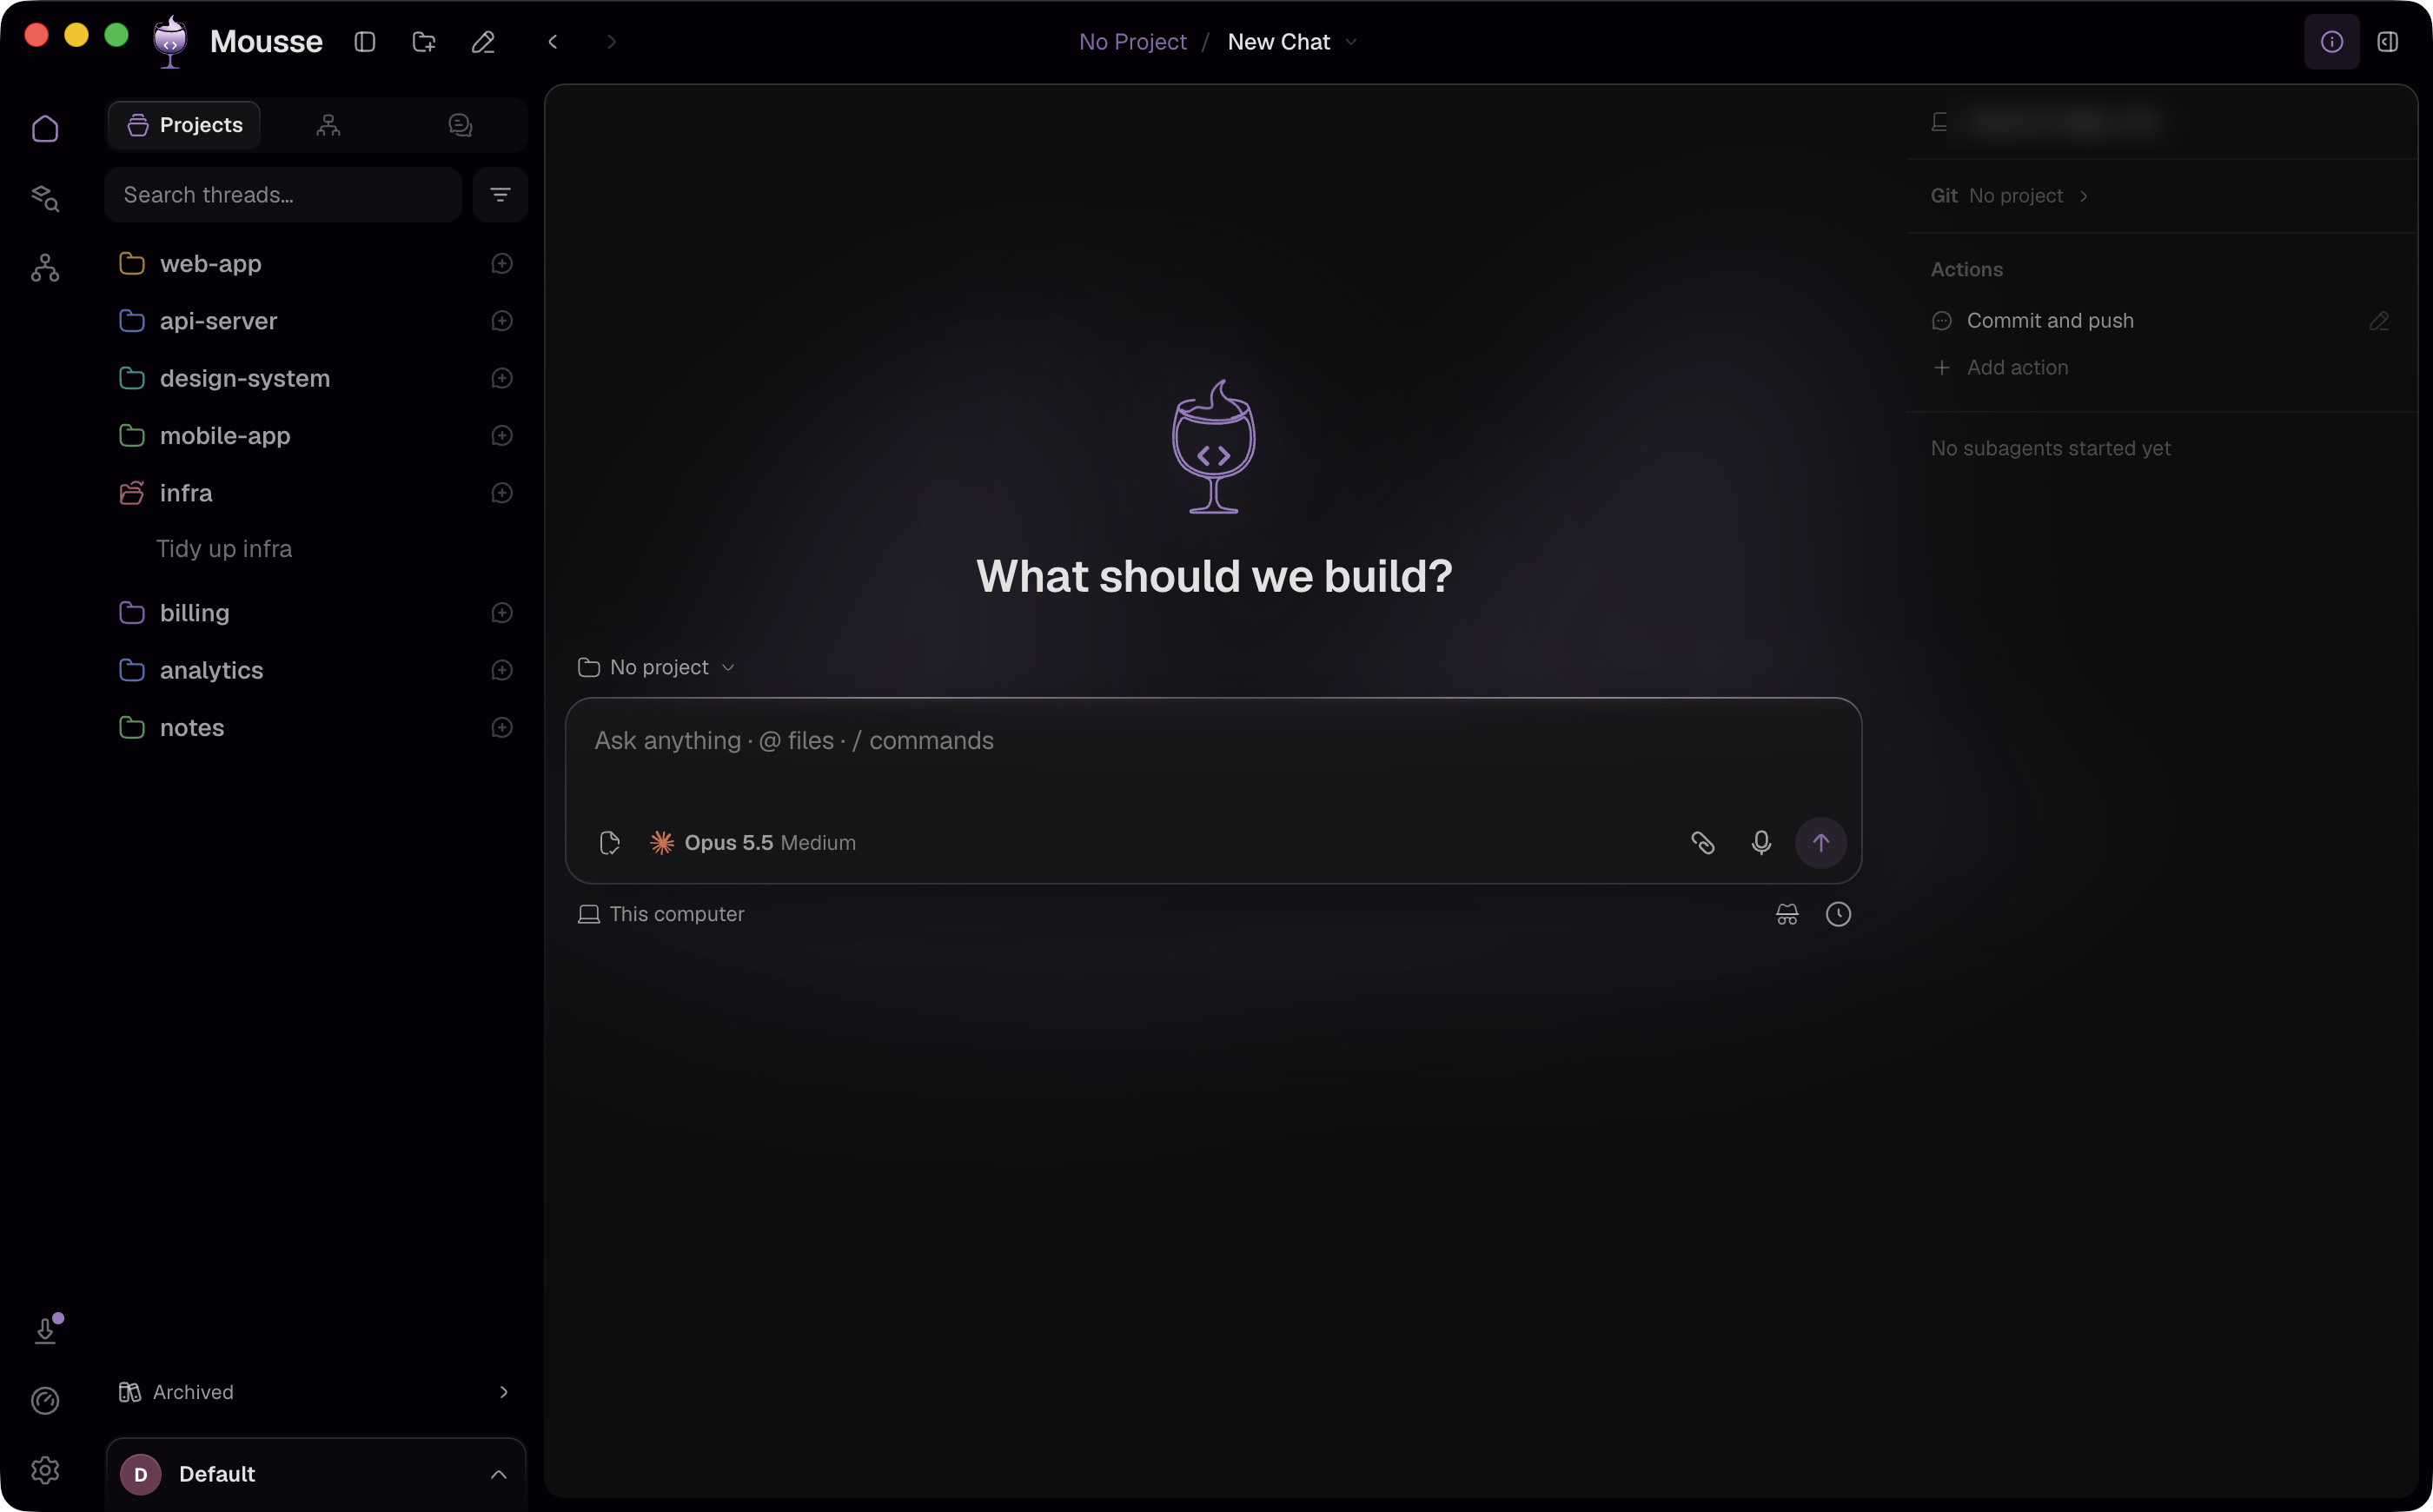 Mousse
No Project / New Chat
Projects
Search threads...
web-app
api-server
design-system
mobile-app
infra
Tidy up infra
billing
analytics
notes
Archived
D Default
What should we build?
No project
Ask anything · @ files · / commands
Opus 5.5 Medium
This computer
Git No project
Actions
Commit and push
Add action
No subagents started yet